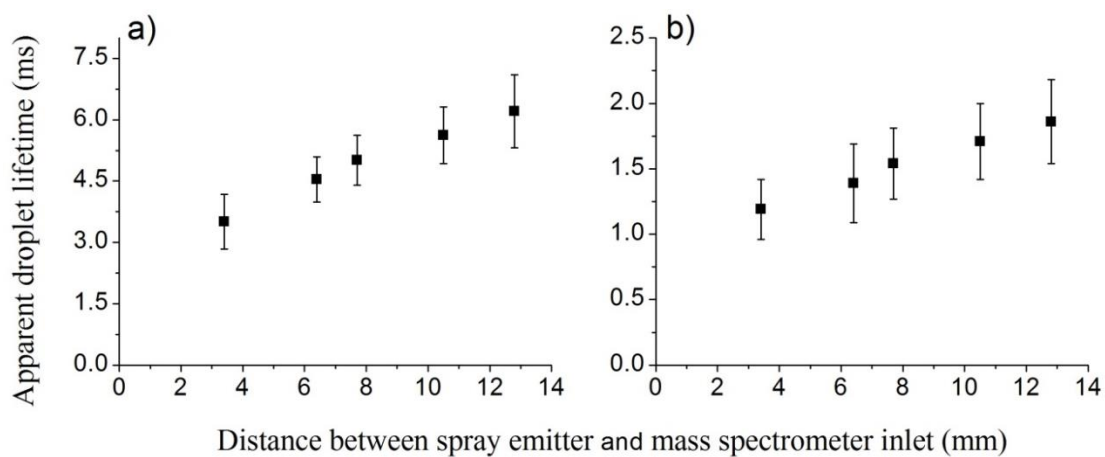 a)
b)
Apparent droplet lifetime (ms)
7.5
6.0
4.5
3.0
1.5
0.0
0 2 4 6 8 10 12 14
2.5
2.0
1.5
1.0
0.5
0.0
0 2 4 6 8 10 12 14
Distance between spray emitter and mass spectrometer inlet (mm)